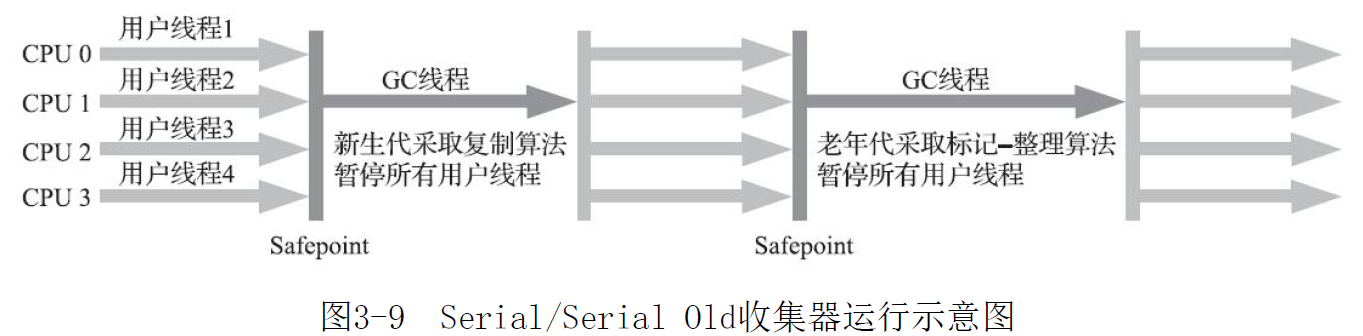 用户线程1
CPU 0
用户线程2
CPU 1
用户线程3
CPU 2
用户线程4
CPU 3
GC线程
新生代采取复制算法
暂停所有用户线程
GC线程
老年代采取标记–整理算法
暂停所有用户线程
Safepoint
Safepoint
图3-9 Serial/Serial Old收集器运行示意图